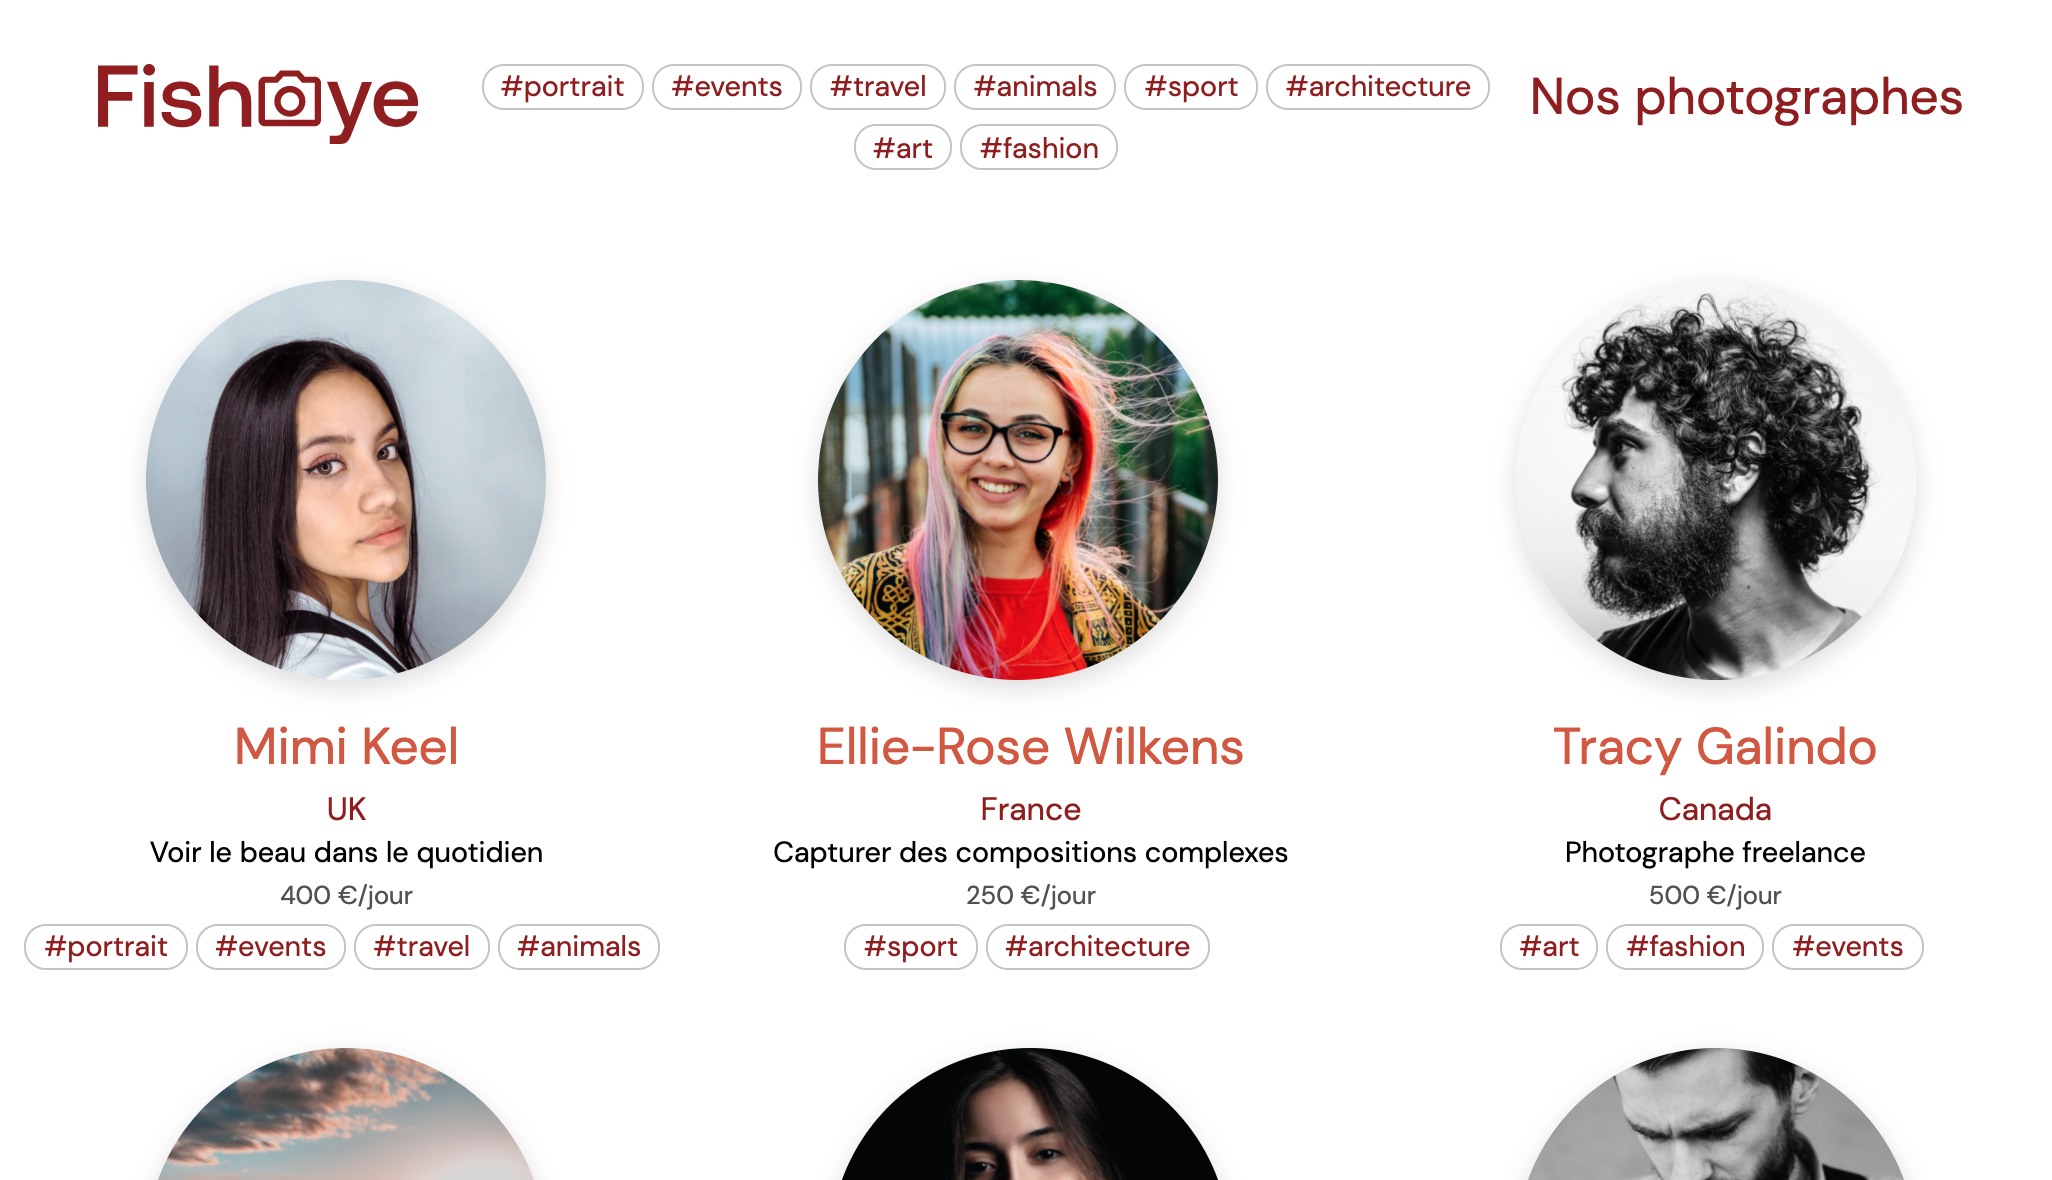 Fisheye
#portrait #events #travel #animals #sport #architecture
#art #fashion
Nos photographes
Mimi Keel
UK
Voir le beau dans le quotidien
400 €/jour
#portrait #events #travel #animals
Ellie-Rose Wilkens
France
Capturer des compositions complexes
250 €/jour
#sport #architecture
Tracy Galindo
Canada
Photographe freelance
500 €/jour
#art #fashion #events